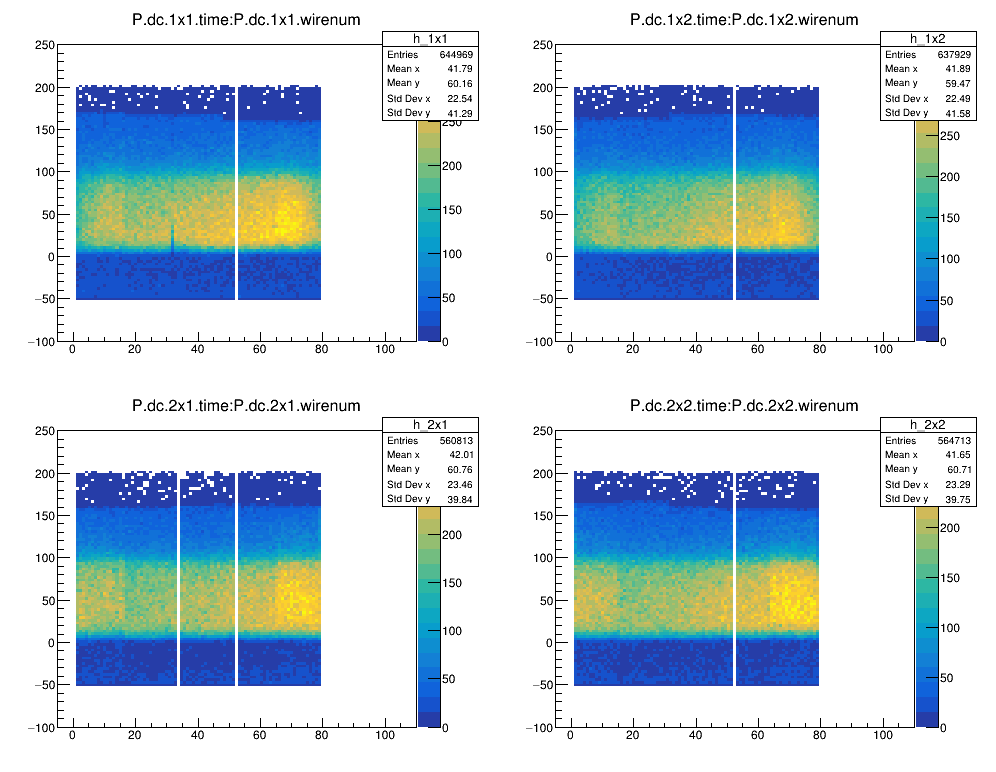 P.dc.1x1.time:P.dc.1x1.wirenum
h_1x1
Entries 644969
Mean x 41.79
Mean y 60.16
Std Dev x 22.54
Std Dev y 41.29
250
200
150
100
50
0
−50
−100
0 20 40 60 80 100
250
200
150
100
50
0
P.dc.1x2.time:P.dc.1x2.wirenum
h_1x2
Entries 637929
Mean x 41.89
Mean y 59.47
Std Dev x 22.49
Std Dev y 41.58
250
200
150
100
50
0
−50
−100
0 20 40 60 80 100
250
200
150
100
50
0
P.dc.2x1.time:P.dc.2x1.wirenum
h_2x1
Entries 560813
Mean x 42.01
Mean y 60.76
Std Dev x 23.46
Std Dev y 39.84
250
200
150
100
50
0
−50
−100
0 20 40 60 80 100
200
150
100
50
0
P.dc.2x2.time:P.dc.2x2.wirenum
h_2x2
Entries 564713
Mean x 41.65
Mean y 60.71
Std Dev x 23.29
Std Dev y 39.75
250
200
150
100
50
0
−50
−100
0 20 40 60 80 100
200
150
100
50
0